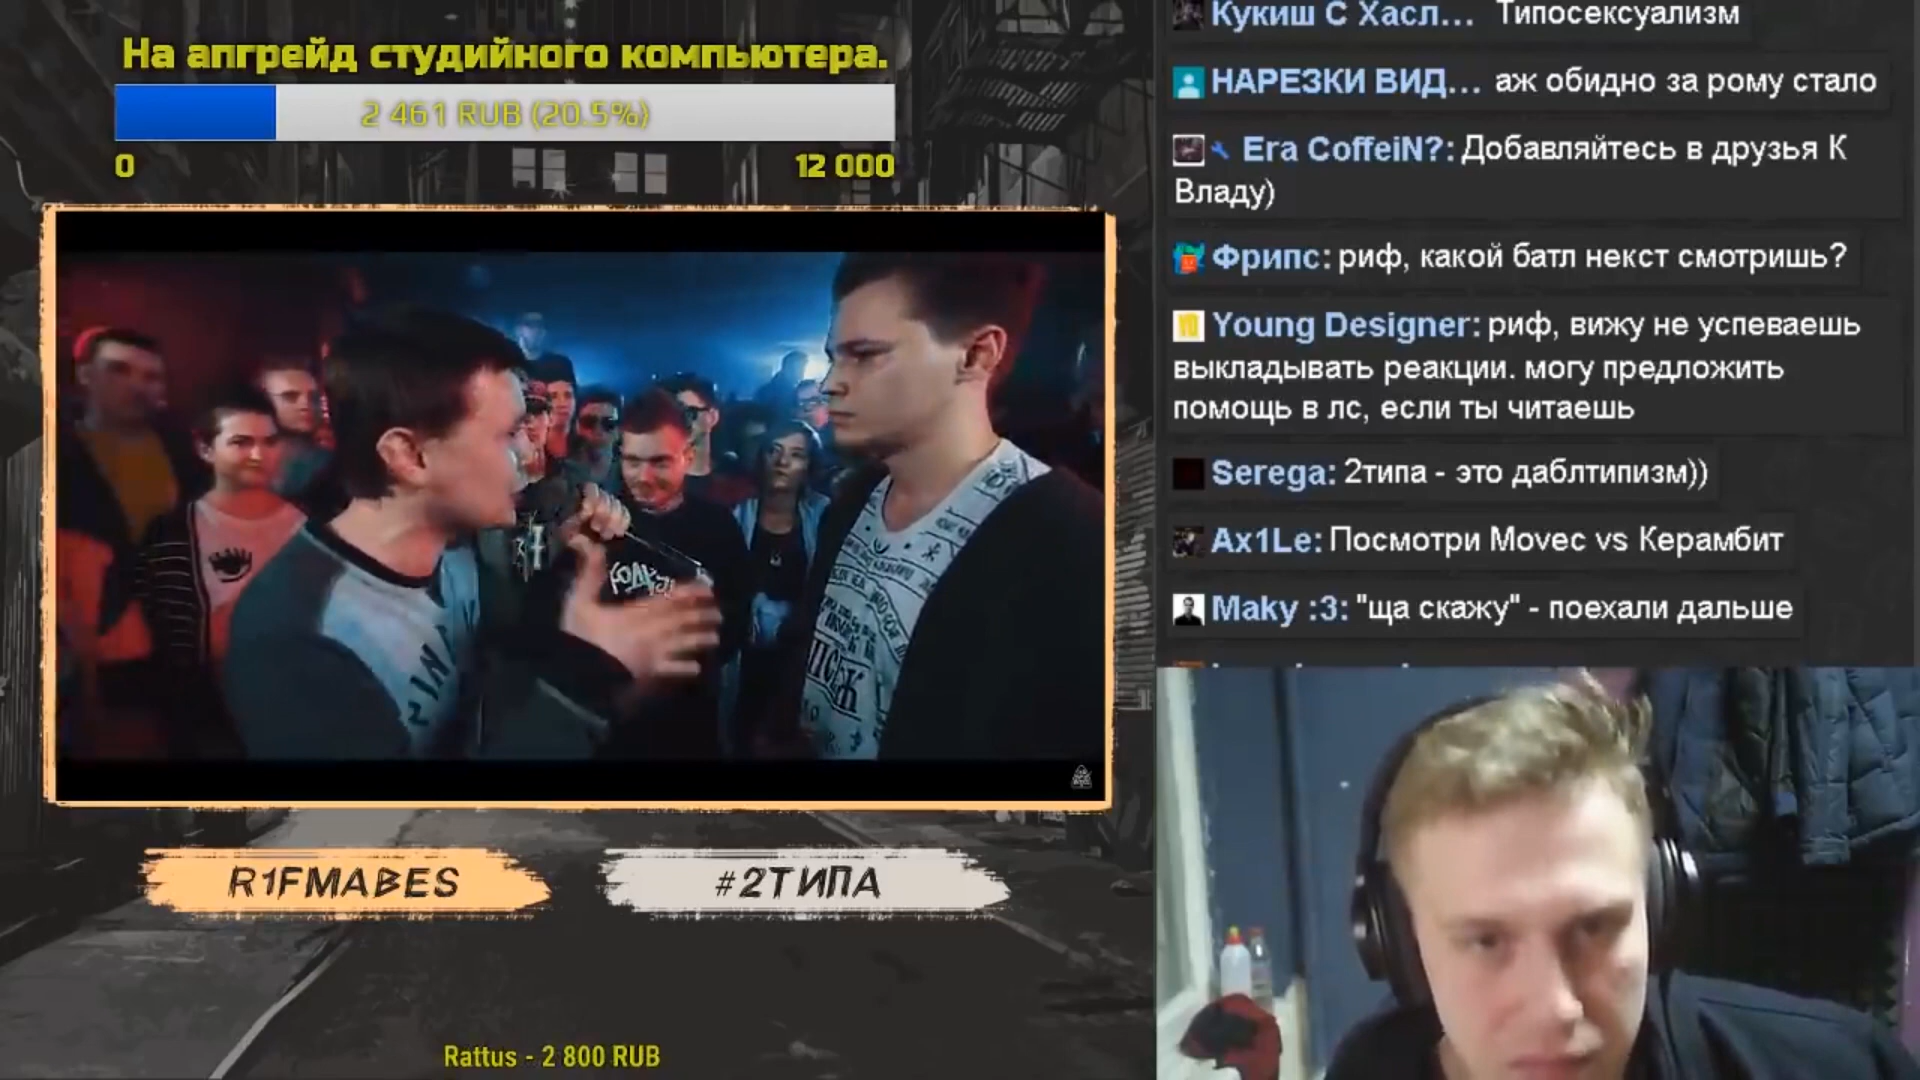 На апгрейд студийного компьютера.
2 461 RUB (20.5%)
0
12 000
R1FMABES
#2ТИПА
Rattus - 2 800 RUB
Кукиш С Хасл... Типосексуализм
НАРЕЗКИ ВИД... аж обидно за рому стало
Era CoffeiN?: Добавляйтесь в друзья К
Владу)
Фрипс: риф, какой батл некст смотришь?
Young Designer: риф, вижу не успеваешь
выкладывать реакции. могу предложить
помощь в лс, если ты читаешь
Serega: 2типа - это даблтипизм))
Ax1Le: Посмотри Movec vs Керамбит
Maky :3: "ща скажу" - поехали дальше